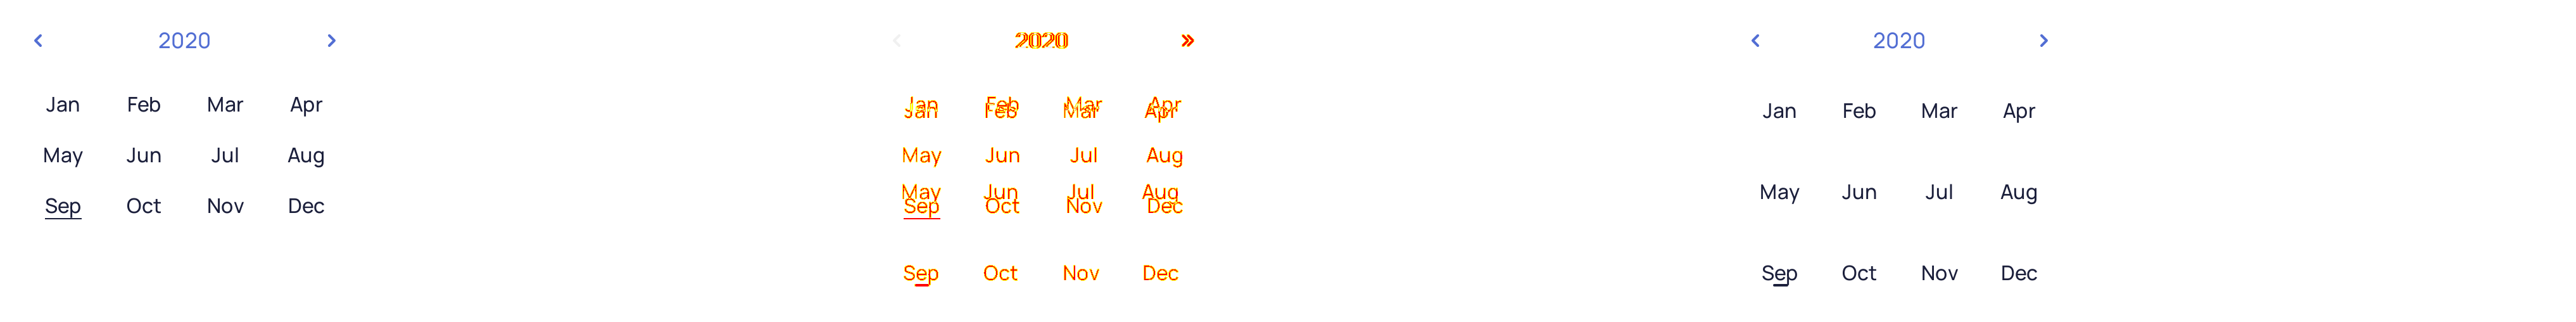 2020 2020 2020
Jan Feb Mar Apr Jan Feb Mar Apr
Jan Feb Mar Apr Jan Feb Mar Apr
May Jun Jul Aug May Jun Jul Aug
May Jun Jul Aug May Jun Jul Aug
Sep Oct Nov Dec Sep Oct Nov Dec
Sep Oct Nov Dec Sep Oct Nov Dec